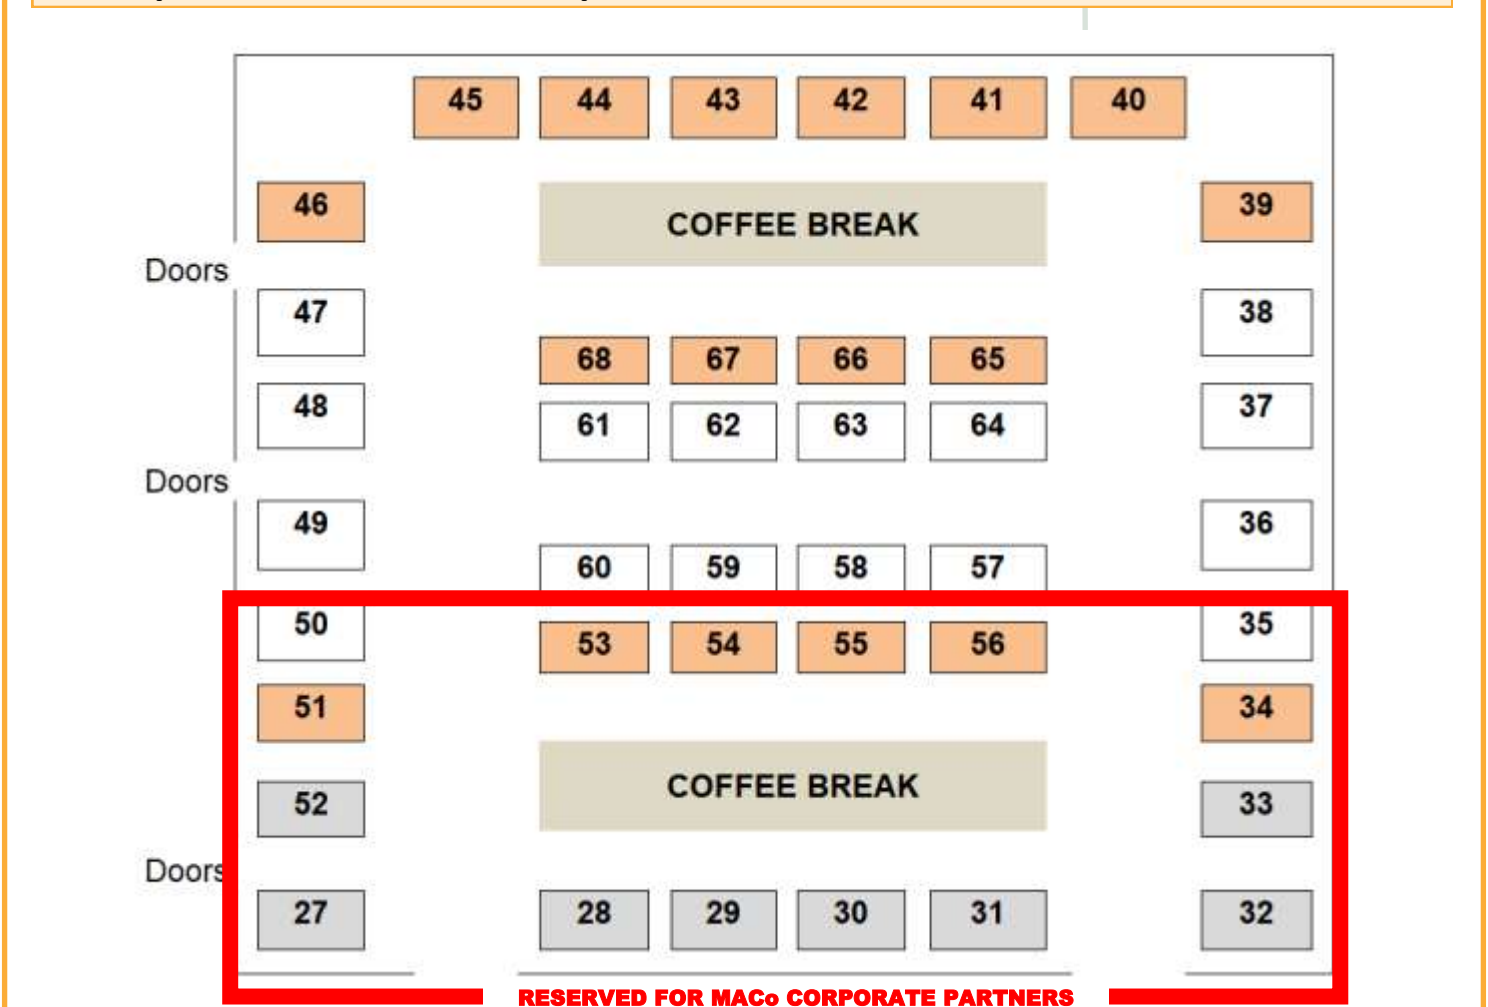 45 44 43 42 41 40
46 COFFEE BREAK 39
Doors
47 38
68 67 66 65
48 61 62 63 64 37
Doors
49 36
60 59 58 57
50 35
53 54 55 56
51 34
52 COFFEE BREAK 33
Doors
27 28 29 30 31 32
RESERVED FOR MACo CORPORATE PARTNERS